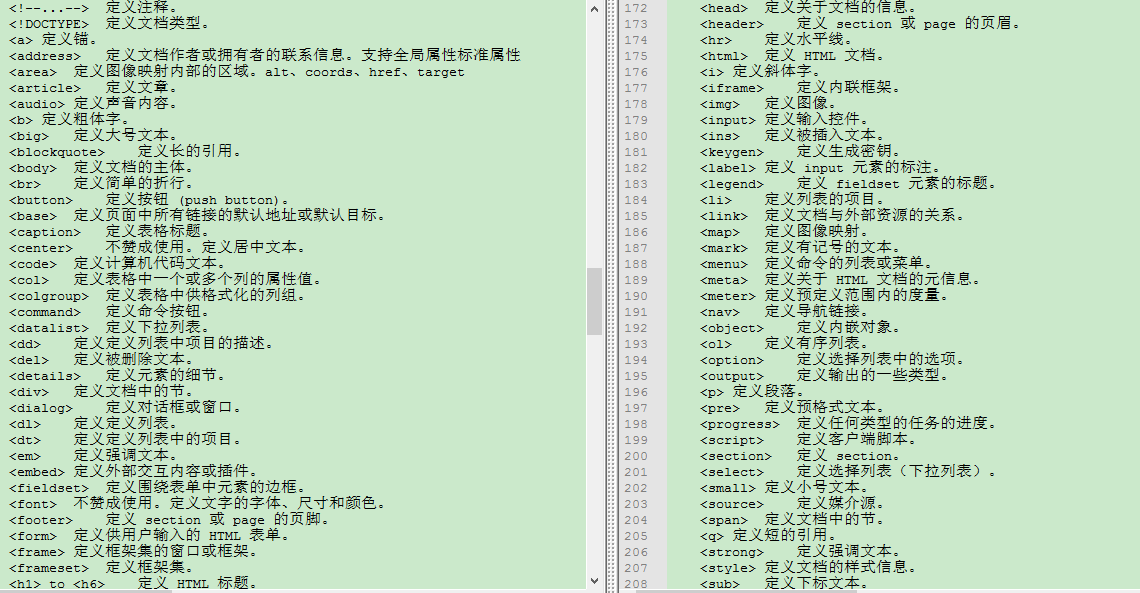 <!--...--> 定义注释。
<!DOCTYPE> 定义文档类型。
<a> 定义锚。
<address> 定义文档作者或拥有者的联系信息。支持全局属性标准属性
<area> 定义图像映射内部的区域。alt、coords、href、target
<article> 定义文章。
<audio> 定义声音内容。
<b> 定义粗体字。
<big> 定义大号文本。
<blockquote> 定义长的引用。
<body> 定义文档的主体。
<br> 定义简单的折行。
<button> 定义按钮 (push button)。
<base> 定义页面中所有链接的默认地址或默认目标。
<caption> 定义表格标题。
<center> 不赞成使用。定义居中文本。
<code> 定义计算机代码文本。
<col> 定义表格中一个或多个列的属性值。
<colgroup> 定义表格中供格式化的列组。
<command> 定义命令按钮。
<datalist> 定义下拉列表。
<dd> 定义定义列表中项目的描述。
<del> 定义被删除文本。
<details> 定义元素的细节。
<div> 定义文档中的节。
<dialog> 定义对话框或窗口。
<dl> 定义定义列表。
<dt> 定义定义列表中的项目。
<em> 定义强调文本。
<embed> 定义外部交互内容或插件。
<fieldset> 定义围绕表单中元素的边框。
<font> 不赞成使用。定义文字的字体、尺寸和颜色。
<footer> 定义 section 或 page 的页脚。
<form> 定义供用户输入的 HTML 表单。
<frame> 定义框架集的窗口或框架。
<frameset> 定义框架集。
<h1> to <h6> 定义 HTML 标题。
172 <head> 定义关于文档的信息。
173 <header> 定义 section 或 page 的页眉。
174 <hr> 定义水平线。
175 <html> 定义 HTML 文档。
176 <i> 定义斜体字。
177 <iframe> 定义内联框架。
178 <img> 定义图像。
179 <input> 定义输入控件。
180 <ins> 定义被插入文本。
181 <keygen> 定义生成密钥。
182 <label> 定义 input 元素的标注。
183 <legend> 定义 fieldset 元素的标题。
184 <li> 定义列表的项目。
185 <link> 定义文档与外部资源的关系。
186 <map> 定义图像映射。
187 <mark> 定义有记号的文本。
188 <menu> 定义命令的列表或菜单。
189 <meta> 定义关于 HTML 文档的元信息。
190 <meter> 定义预定义范围内的度量。
191 <nav> 定义导航链接。
192 <object> 定义内嵌对象。
193 <ol> 定义有序列表。
194 <option> 定义选择列表中的选项。
195 <output> 定义输出的一些类型。
196 <p> 定义段落。
197 <pre> 定义预格式文本。
198 <progress> 定义任何类型的任务的进度。
199 <script> 定义客户端脚本。
200 <section> 定义 section。
201 <select> 定义选择列表（下拉列表）。
202 <small> 定义小号文本。
203 <source> 定义媒介源。
204 <span> 定义文档中的节。
205 <q> 定义短的引用。
206 <strong> 定义强调文本。
207 <style> 定义文档的样式信息。
208 <sub> 定义下标文本。